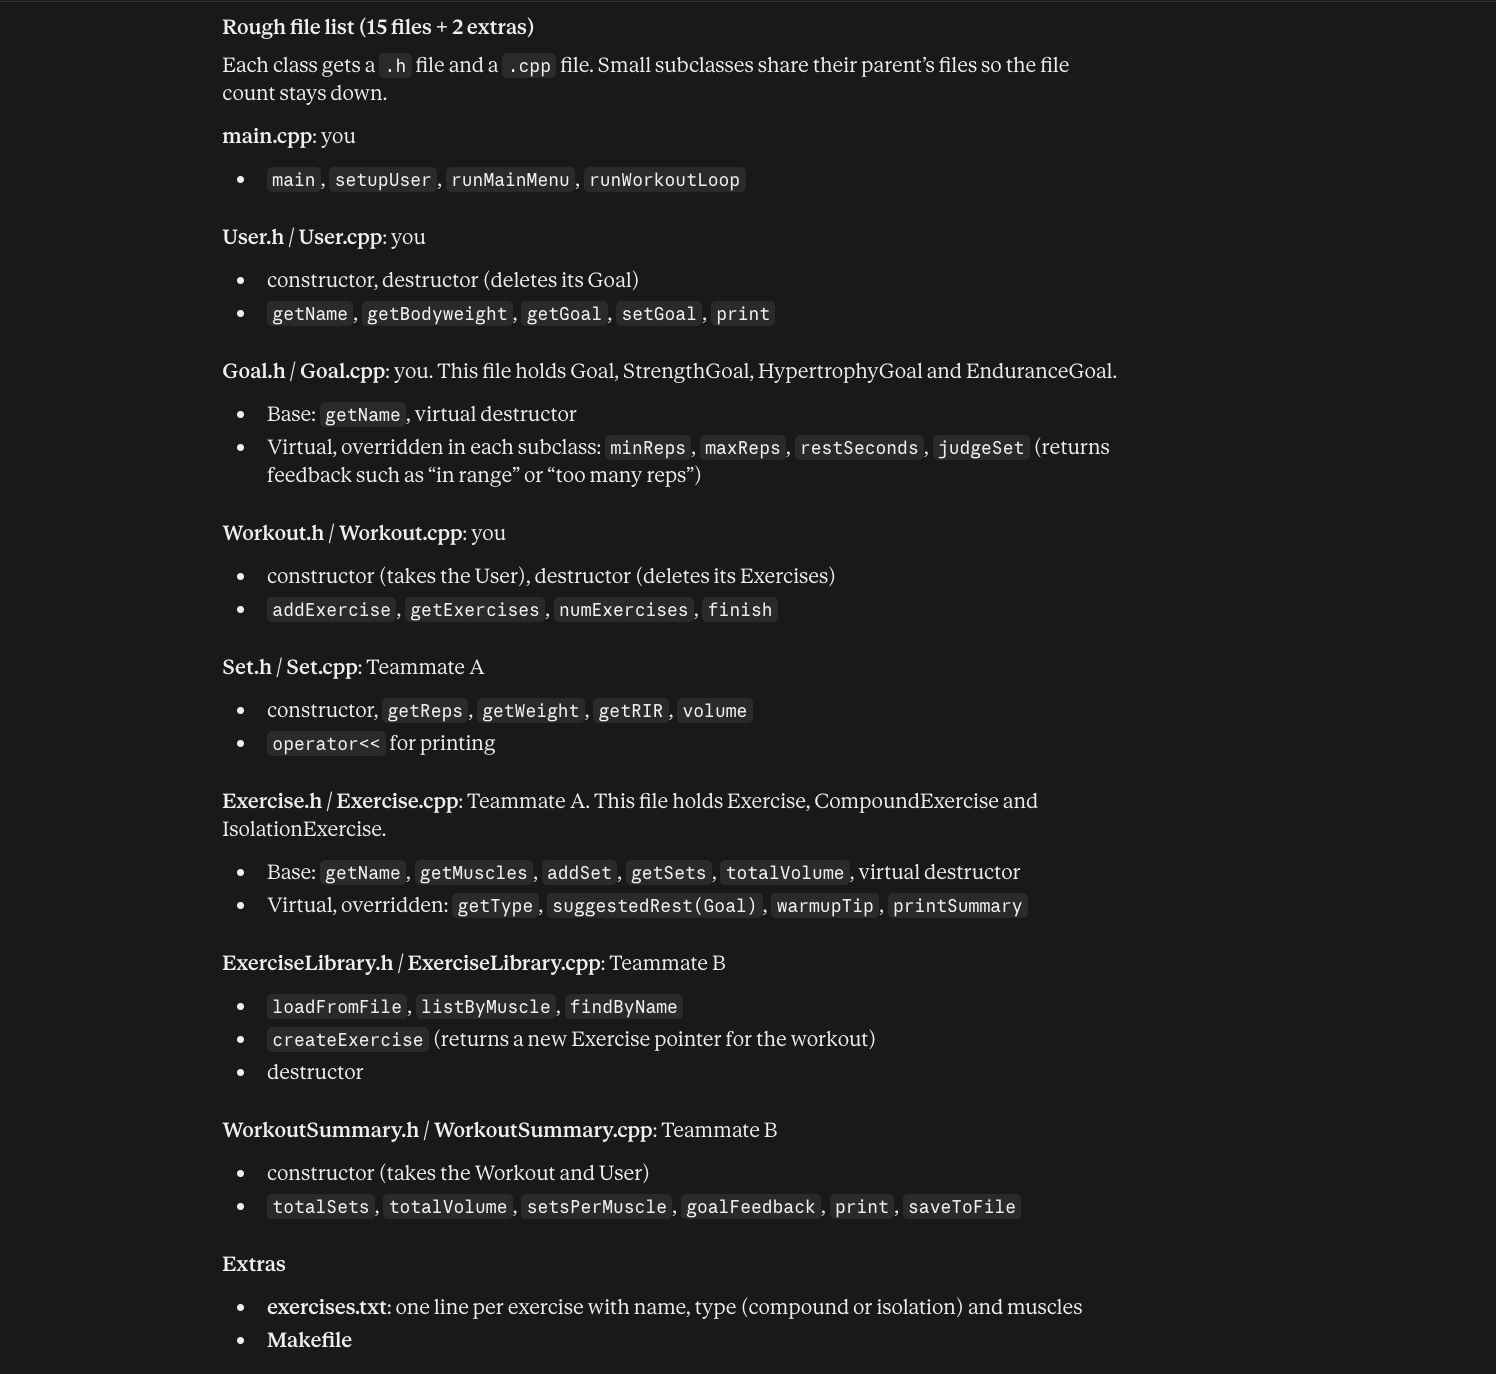 Rough file list (15 files + 2 extras)
Each class gets a .h file and a .cpp file. Small subclasses share their parent’s files so the file
count stays down.
main.cpp: you
• main, setupUser, runMainMenu, runWorkoutLoop
User.h / User.cpp: you
• constructor, destructor (deletes its Goal)
• getName, getBodyweight, getGoal, setGoal, print
Goal.h / Goal.cpp: you. This file holds Goal, StrengthGoal, HypertrophyGoal and EnduranceGoal.
• Base: getName, virtual destructor
• Virtual, overridden in each subclass: minReps, maxReps, restSeconds, judgeSet (returns
feedback such as “in range” or “too many reps”)
Workout.h / Workout.cpp: you
• constructor (takes the User), destructor (deletes its Exercises)
• addExercise, getExercises, numExercises, finish
Set.h / Set.cpp: Teammate A
• constructor, getReps, getWeight, getRIR, volume
• operator<< for printing
Exercise.h / Exercise.cpp: Teammate A. This file holds Exercise, CompoundExercise and
IsolationExercise.
• Base: getName, getMuscles, addSet, getSets, totalVolume, virtual destructor
• Virtual, overridden: getType, suggestedRest(Goal), warmupTip, printSummary
ExerciseLibrary.h / ExerciseLibrary.cpp: Teammate B
• loadFromFile, listByMuscle, findByName
• createExercise (returns a new Exercise pointer for the workout)
• destructor
WorkoutSummary.h / WorkoutSummary.cpp: Teammate B
• constructor (takes the Workout and User)
• totalSets, totalVolume, setsPerMuscle, goalFeedback, print, saveToFile
Extras
• exercises.txt: one line per exercise with name, type (compound or isolation) and muscles
• Makefile